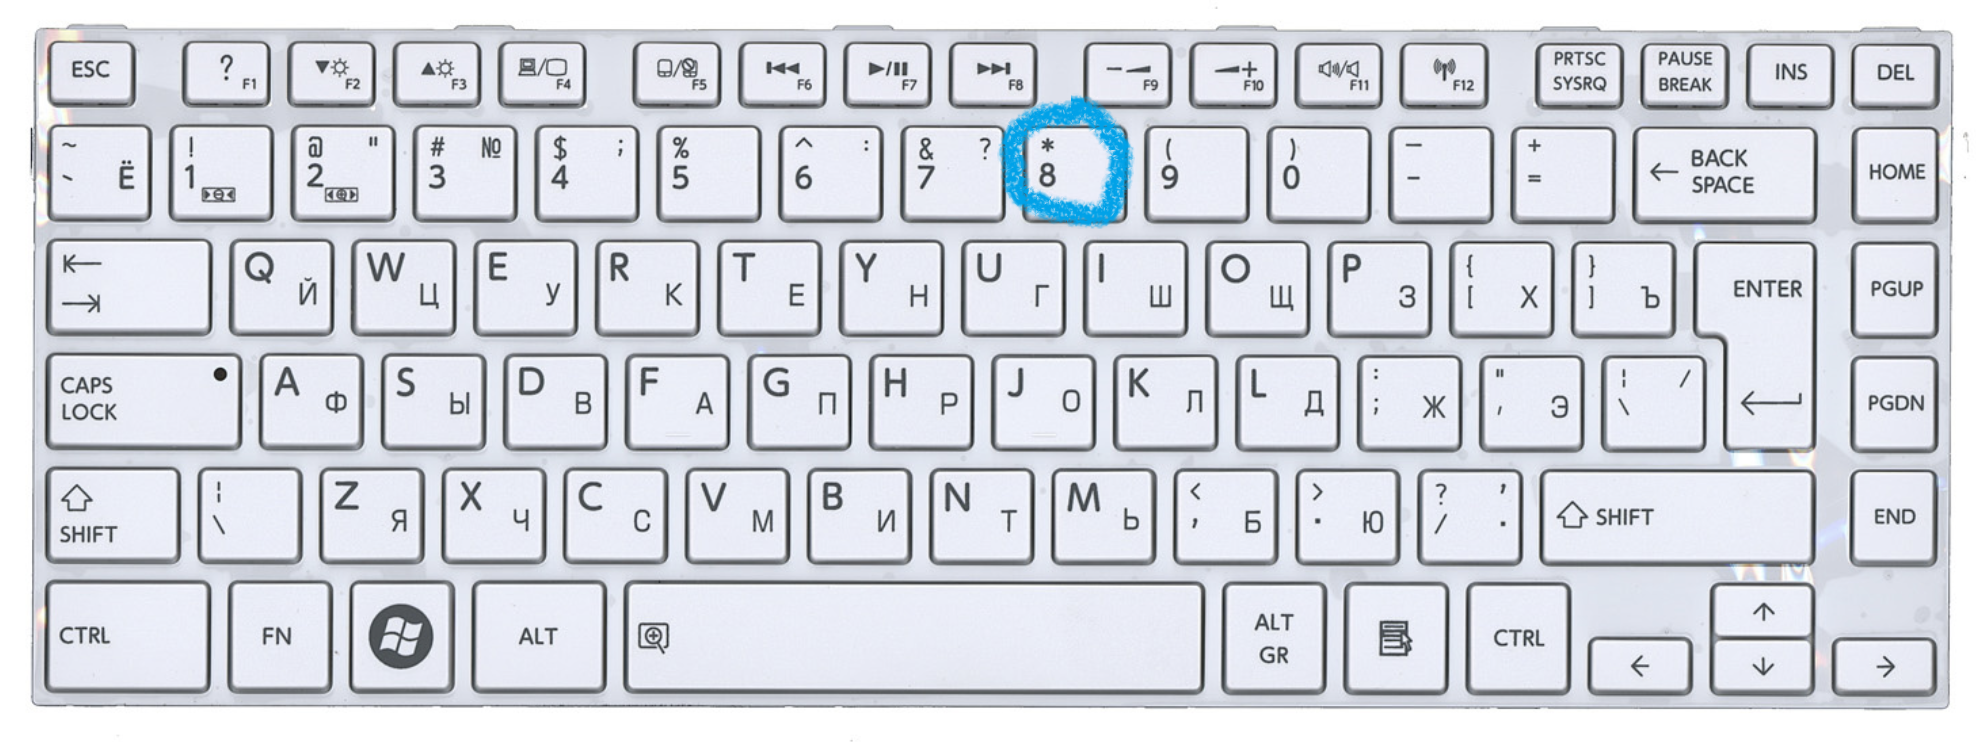 ESC ? F1 F2 F3 F4 F5 F6 F7 F8 F9 F10 F11 F12 PRTSC SYSRQ PAUSE BREAK INS DEL
~ ` Ё ! 1 @ " 2 # № 3 $ ; 4 % 5 ^ : 6 & ? 7 * 8 ( 9 ) 0 — - + = ← BACK SPACE HOME
Q Й W Ц E У R К T Е Y Н U Г I Ш O Щ P З { [ Х } ] Ъ ENTER PGUP
CAPS LOCK A Ф S Ы D В F А G П H Р J О K Л L Д : ; Ж " ' Э ¦ / \ PGDN
SHIFT ¦ \ Z Я X Ч C С V М B И N Т M Ь < , Б > . Ю ? , / . SHIFT END
CTRL FN ALT ALT GR CTRL ← ↑ ↓ →